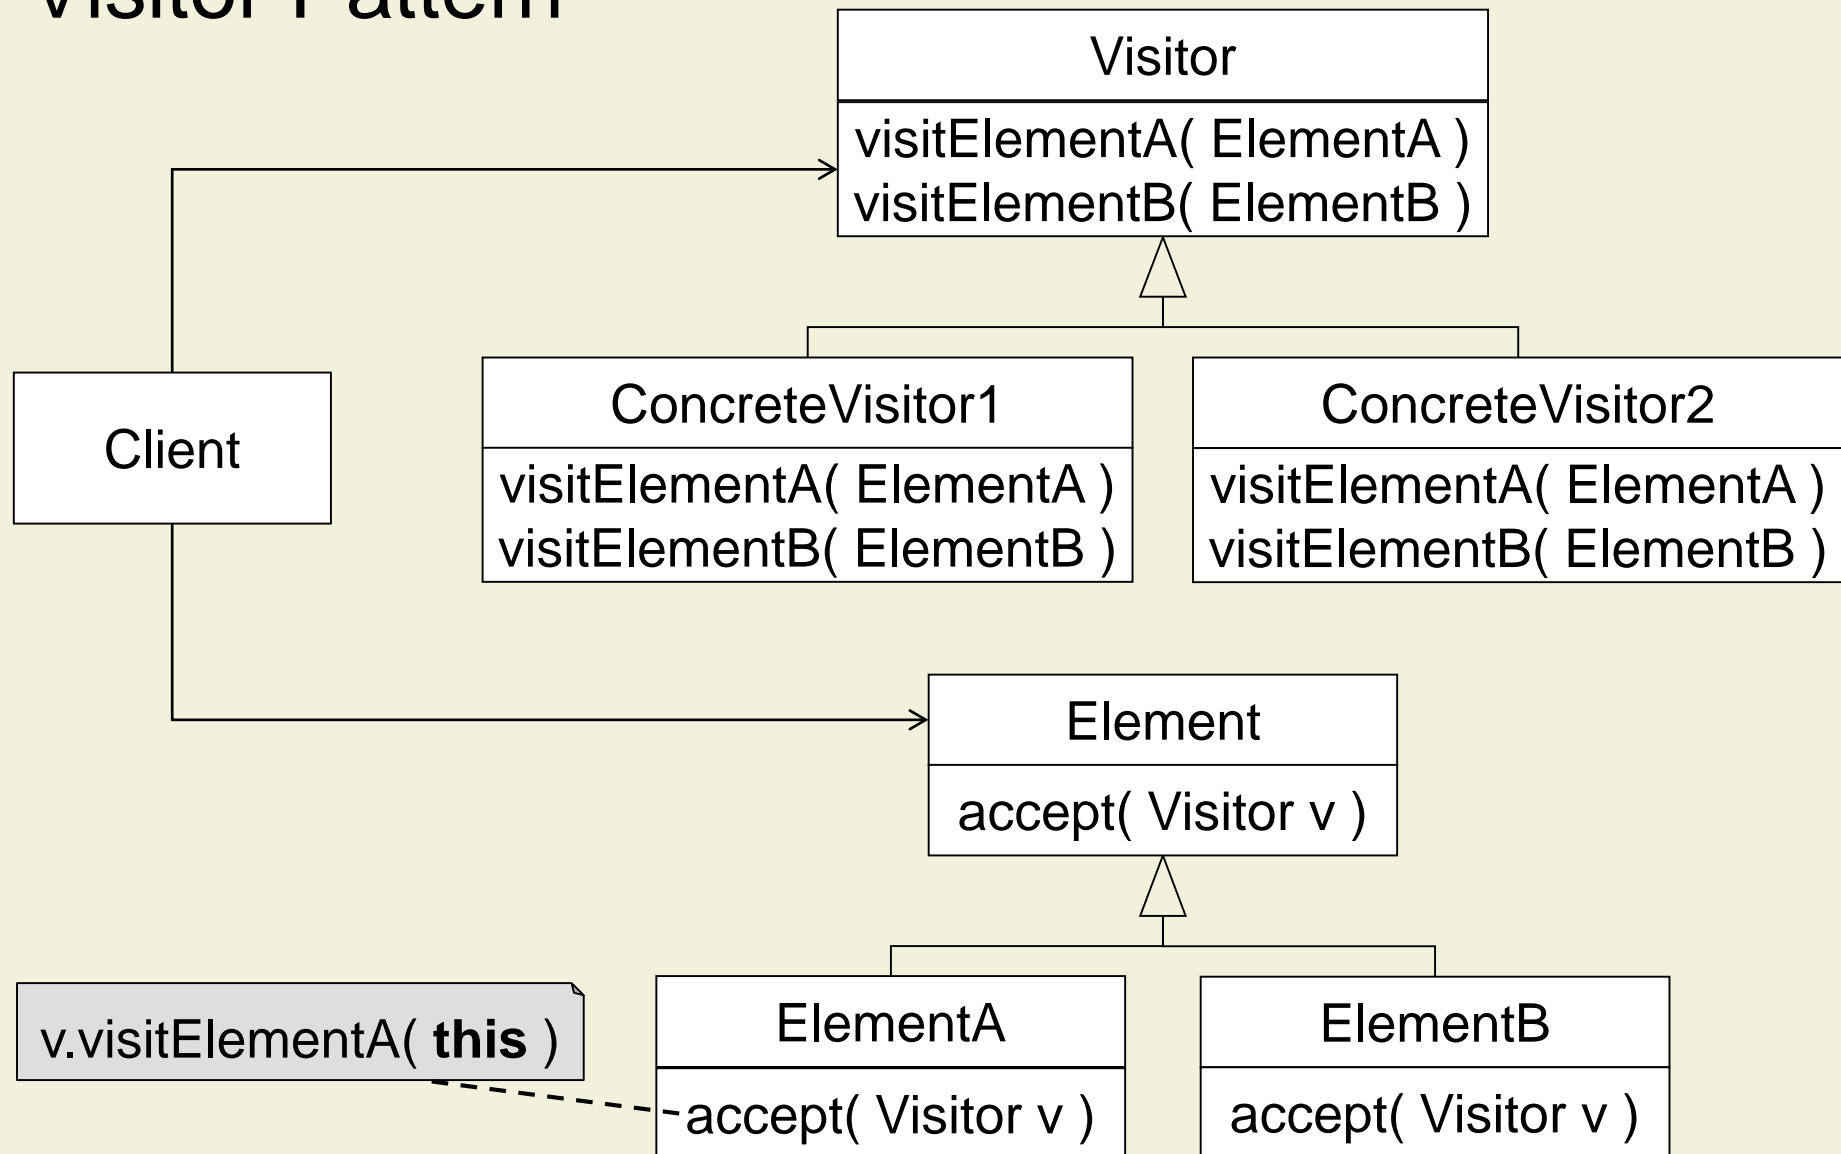 Visitor Pattern
Visitor
visitElementA( ElementA )
visitElementB( ElementB )
Client
ConcreteVisitor1
visitElementA( ElementA )
visitElementB( ElementB )
ConcreteVisitor2
visitElementA( ElementA )
visitElementB( ElementB )
Element
accept( Visitor v )
v.visitElementA( this )
ElementA
accept( Visitor v )
ElementB
accept( Visitor v )